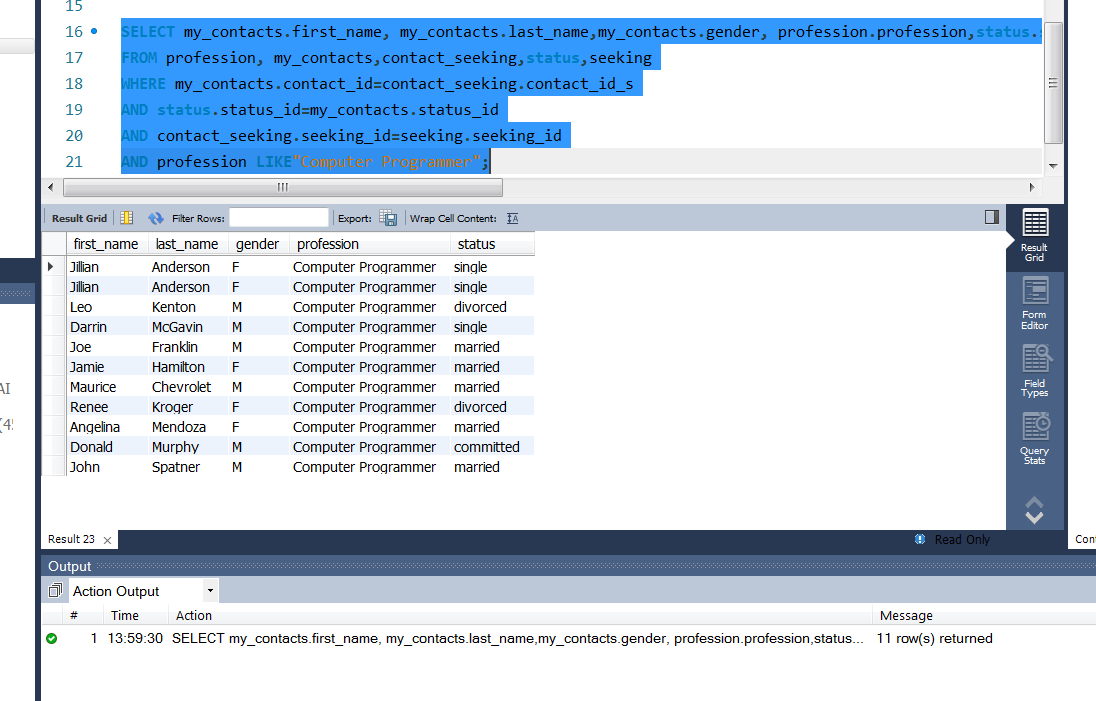 15
16 SELECT my_contacts.first_name, my_contacts.last_name,my_contacts.gender, profession.profession,status.
17 FROM profession, my_contacts,contact_seeking,status,seeking
18 WHERE my_contacts.contact_id=contact_seeking.contact_id_s
19 AND status.status_id=my_contacts.status_id
20 AND contact_seeking.seeking_id=seeking.seeking_id
21 AND profession LIKE"Computer Programmer";
Result Grid Filter Rows: Export: Wrap Cell Content: IA
first_name last_name gender profession status
Jillian Anderson F Computer Programmer single
Jillian Anderson F Computer Programmer single
Leo Kenton M Computer Programmer divorced
Darrin McGavin M Computer Programmer single
Joe Franklin M Computer Programmer married
Jamie Hamilton F Computer Programmer married
Maurice Chevrolet M Computer Programmer married
Renee Kroger F Computer Programmer divorced
Angelina Mendoza F Computer Programmer married
Donald Murphy M Computer Programmer committed
John Spatner M Computer Programmer married
Result
Grid
Form
Editor
Field
Types
Query
Stats
AI
(4
Result 23 Read Only
Con
Output
Action Output
# Time Action Message
1 13:59:30 SELECT my_contacts.first_name, my_contacts.last_name,my_contacts.gender, profession.profession,status... 11 row(s) returned